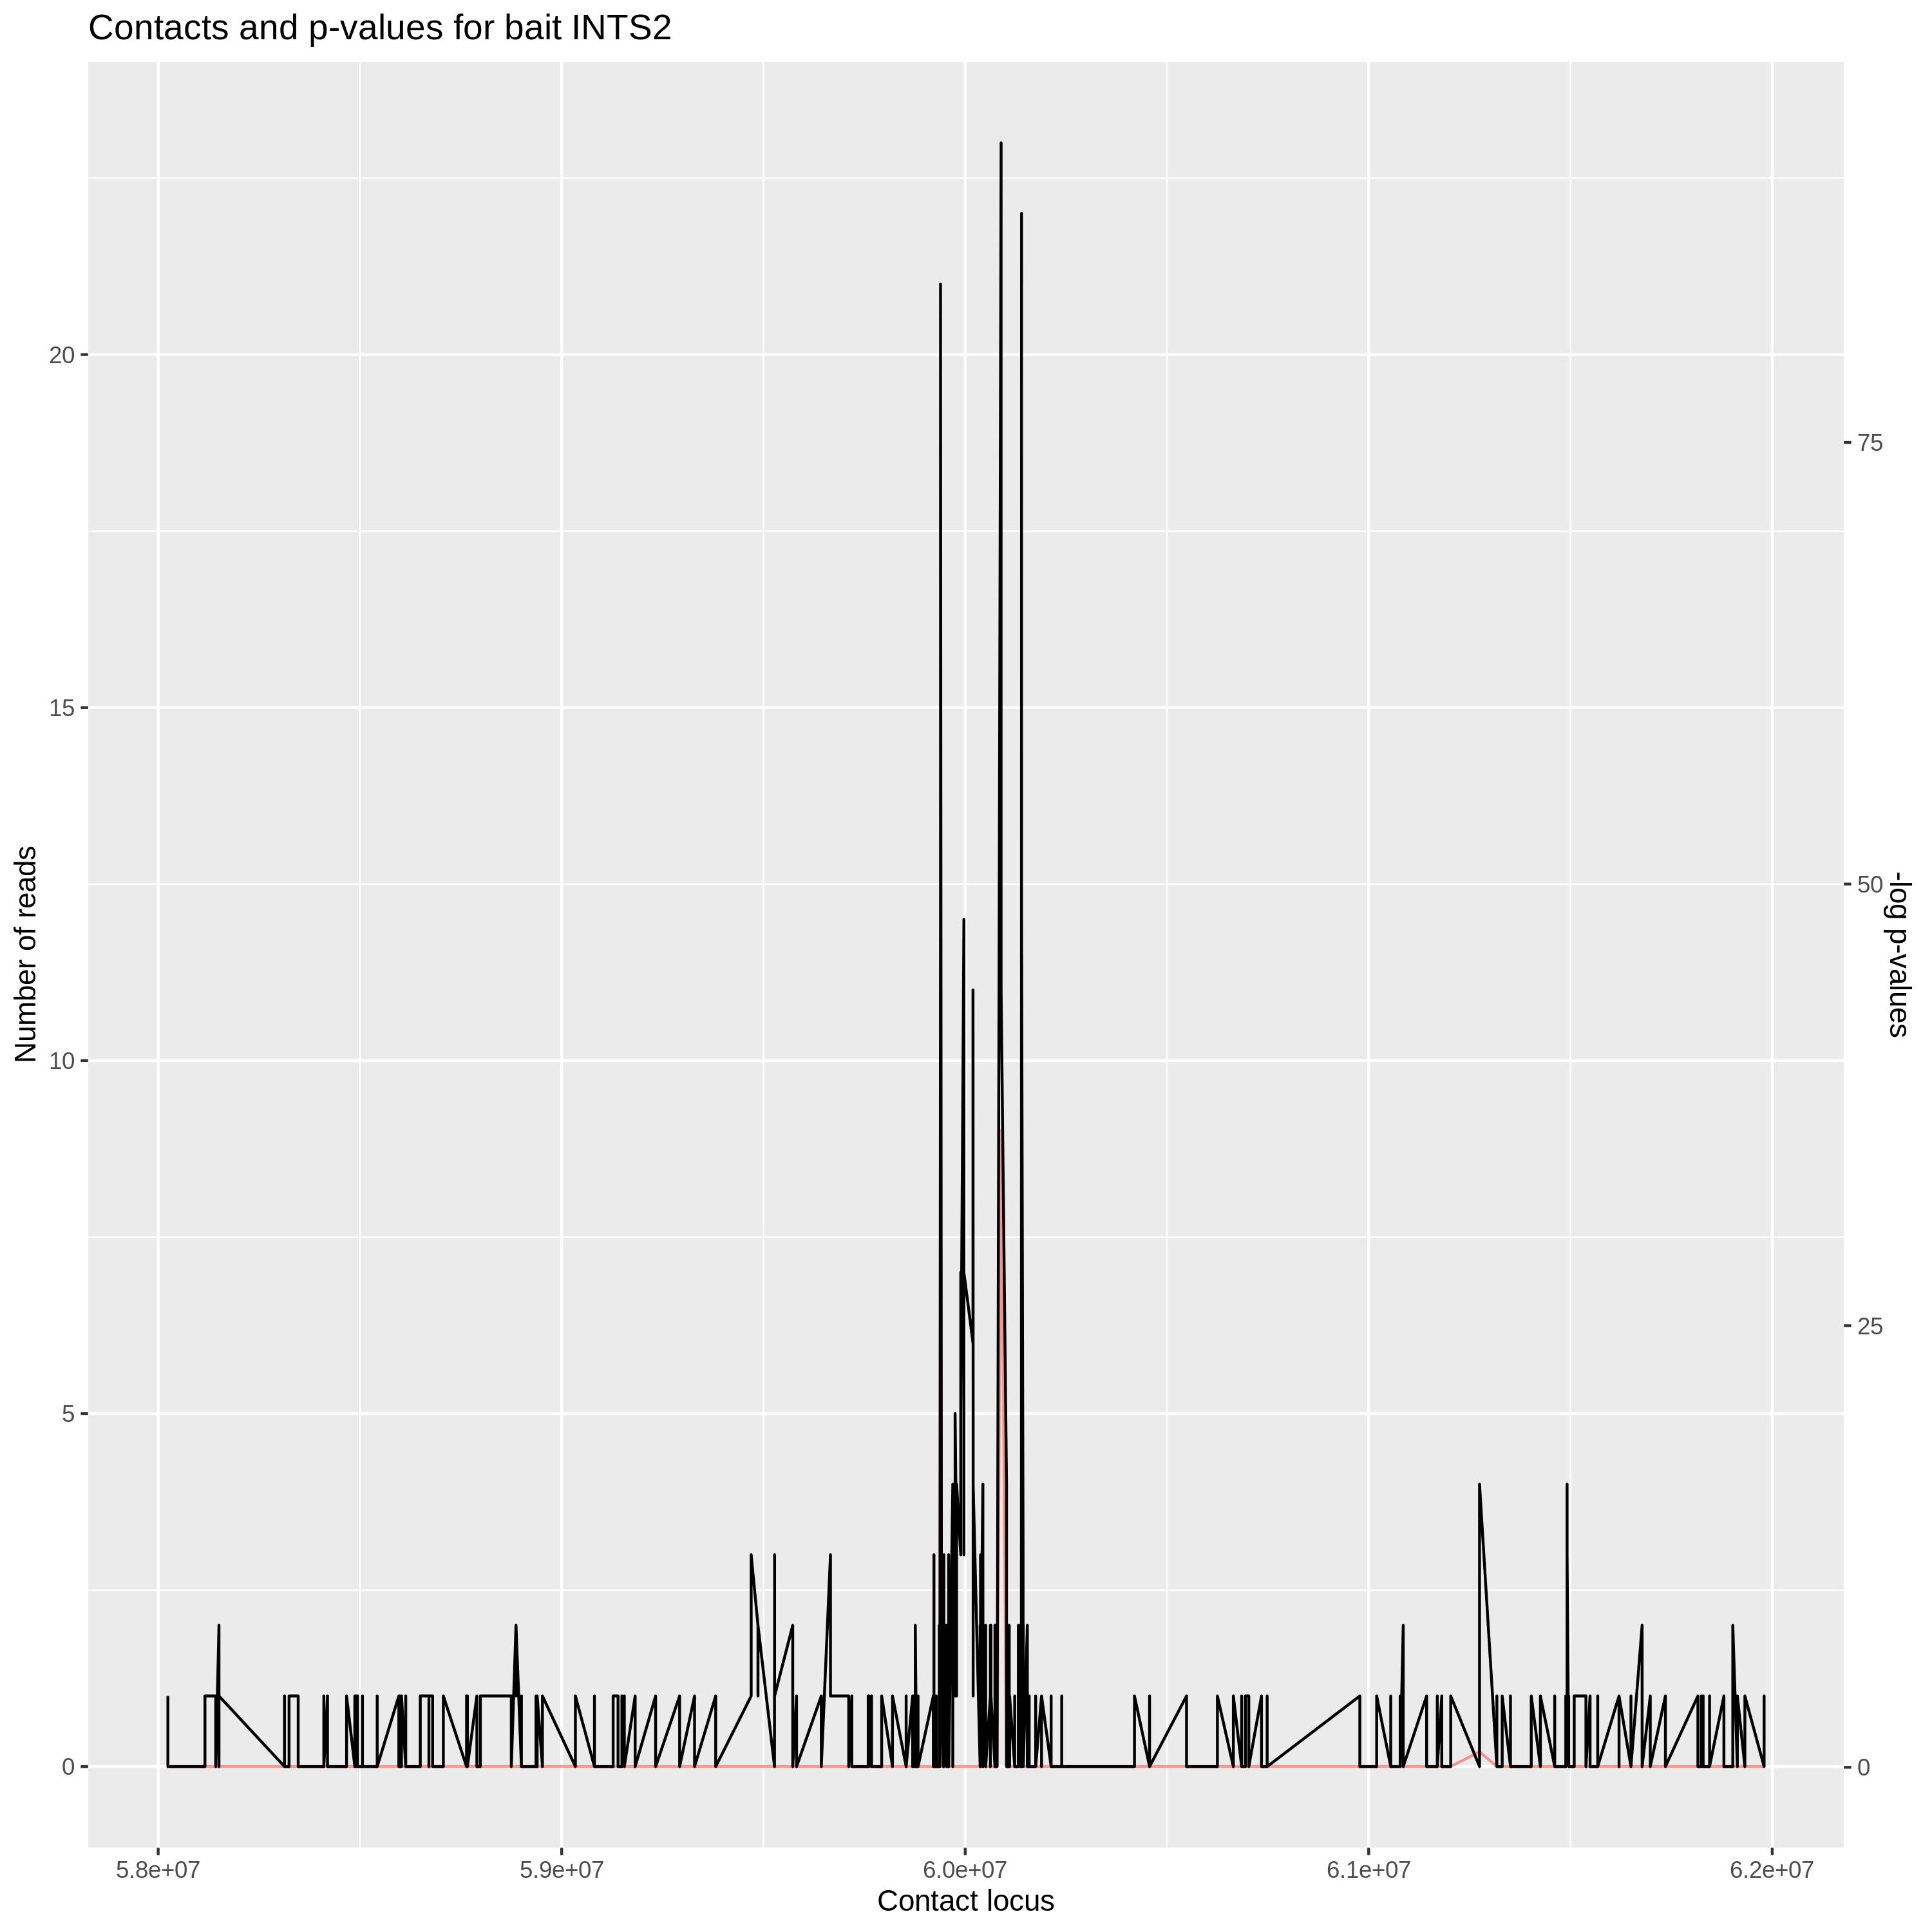 Contacts and p-values for bait INTS2
20
15
10
5
0
Number of reads
75
50
25
0
-log p-values
5.8e+07
5.9e+07
6.0e+07
6.1e+07
6.2e+07
Contact locus